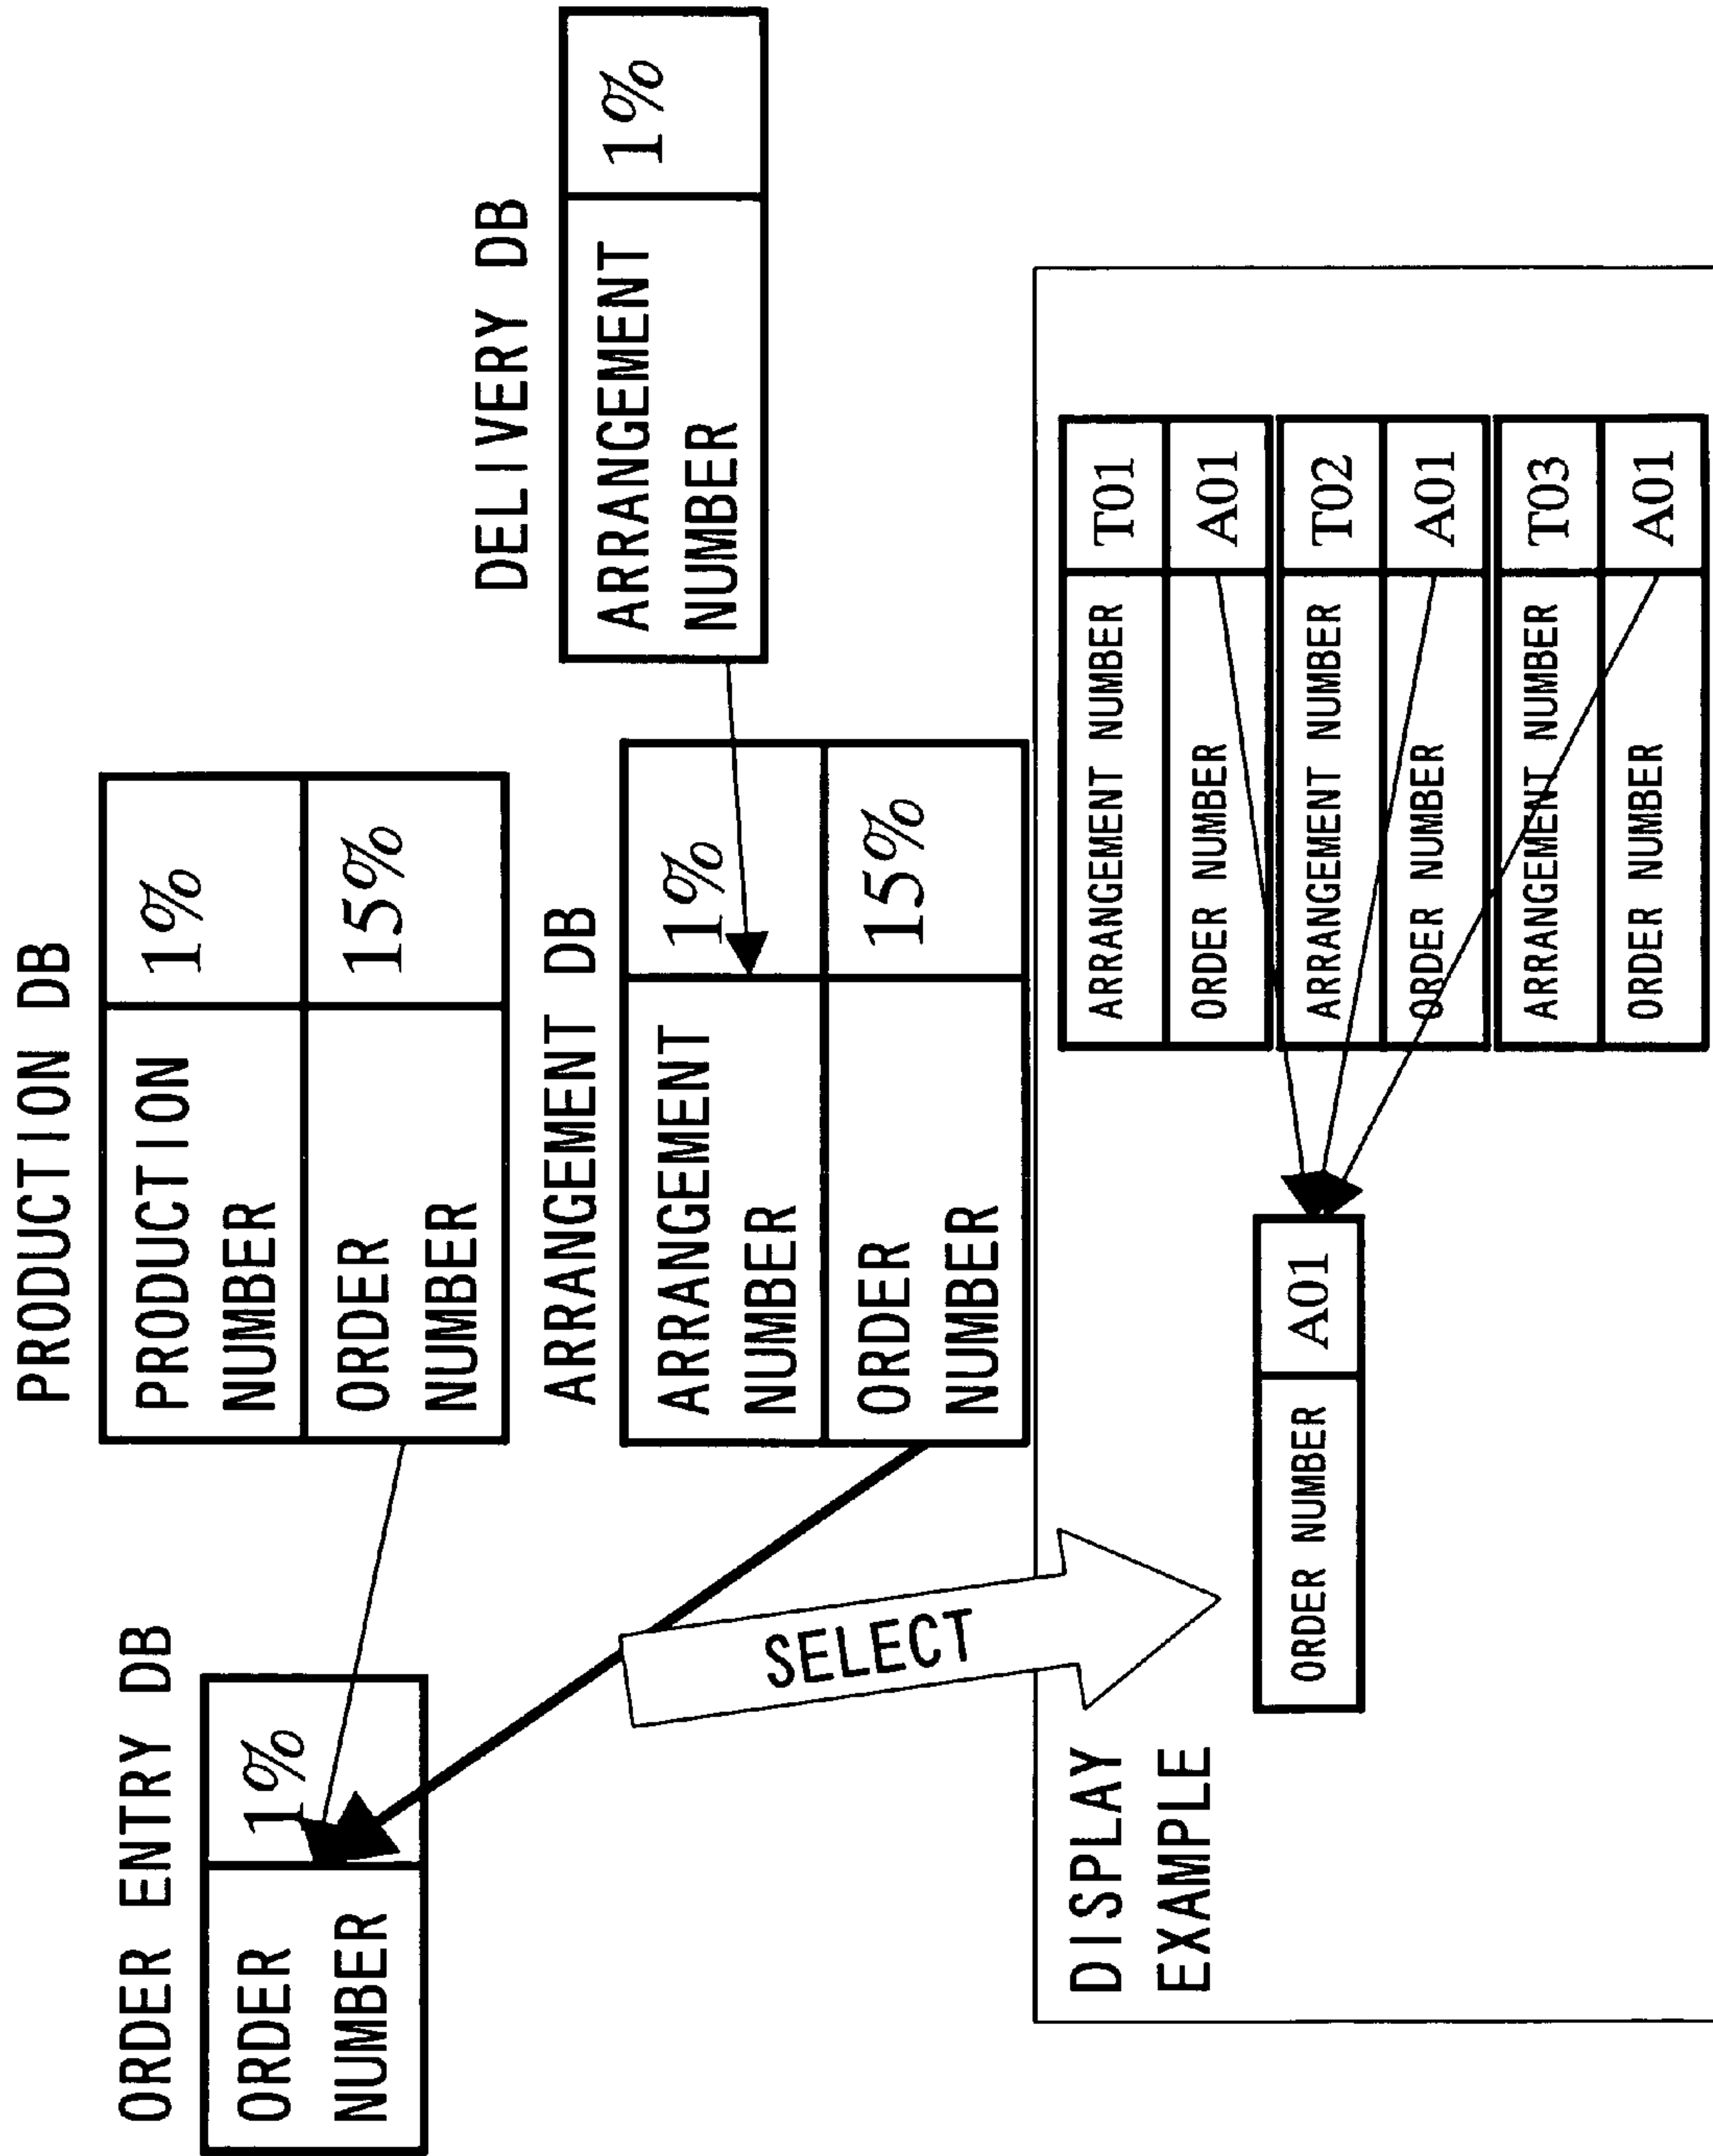 PRODUCTION DB
PRODUCTION 1%
NUMBER
ORDER 15%
NUMBER
ORDER ENTRY DB
ORDER 1%
NUMBER
DELIVERY DB
ARRANGEMENT 1%
NUMBER
ARRANGEMENT DB
ARRANGEMENT 1%
NUMBER
ORDER 15%
NUMBER
SELECT
DISPLAY
EXAMPLE
ORDER NUMBER A01
ARRANGEMENT NUMBER T01
ORDER NUMBER A01
ARRANGEMENT NUMBER T02
ORDER NUMBER A01
ARRANGEMENT NUMBER T03
ORDER NUMBER A01